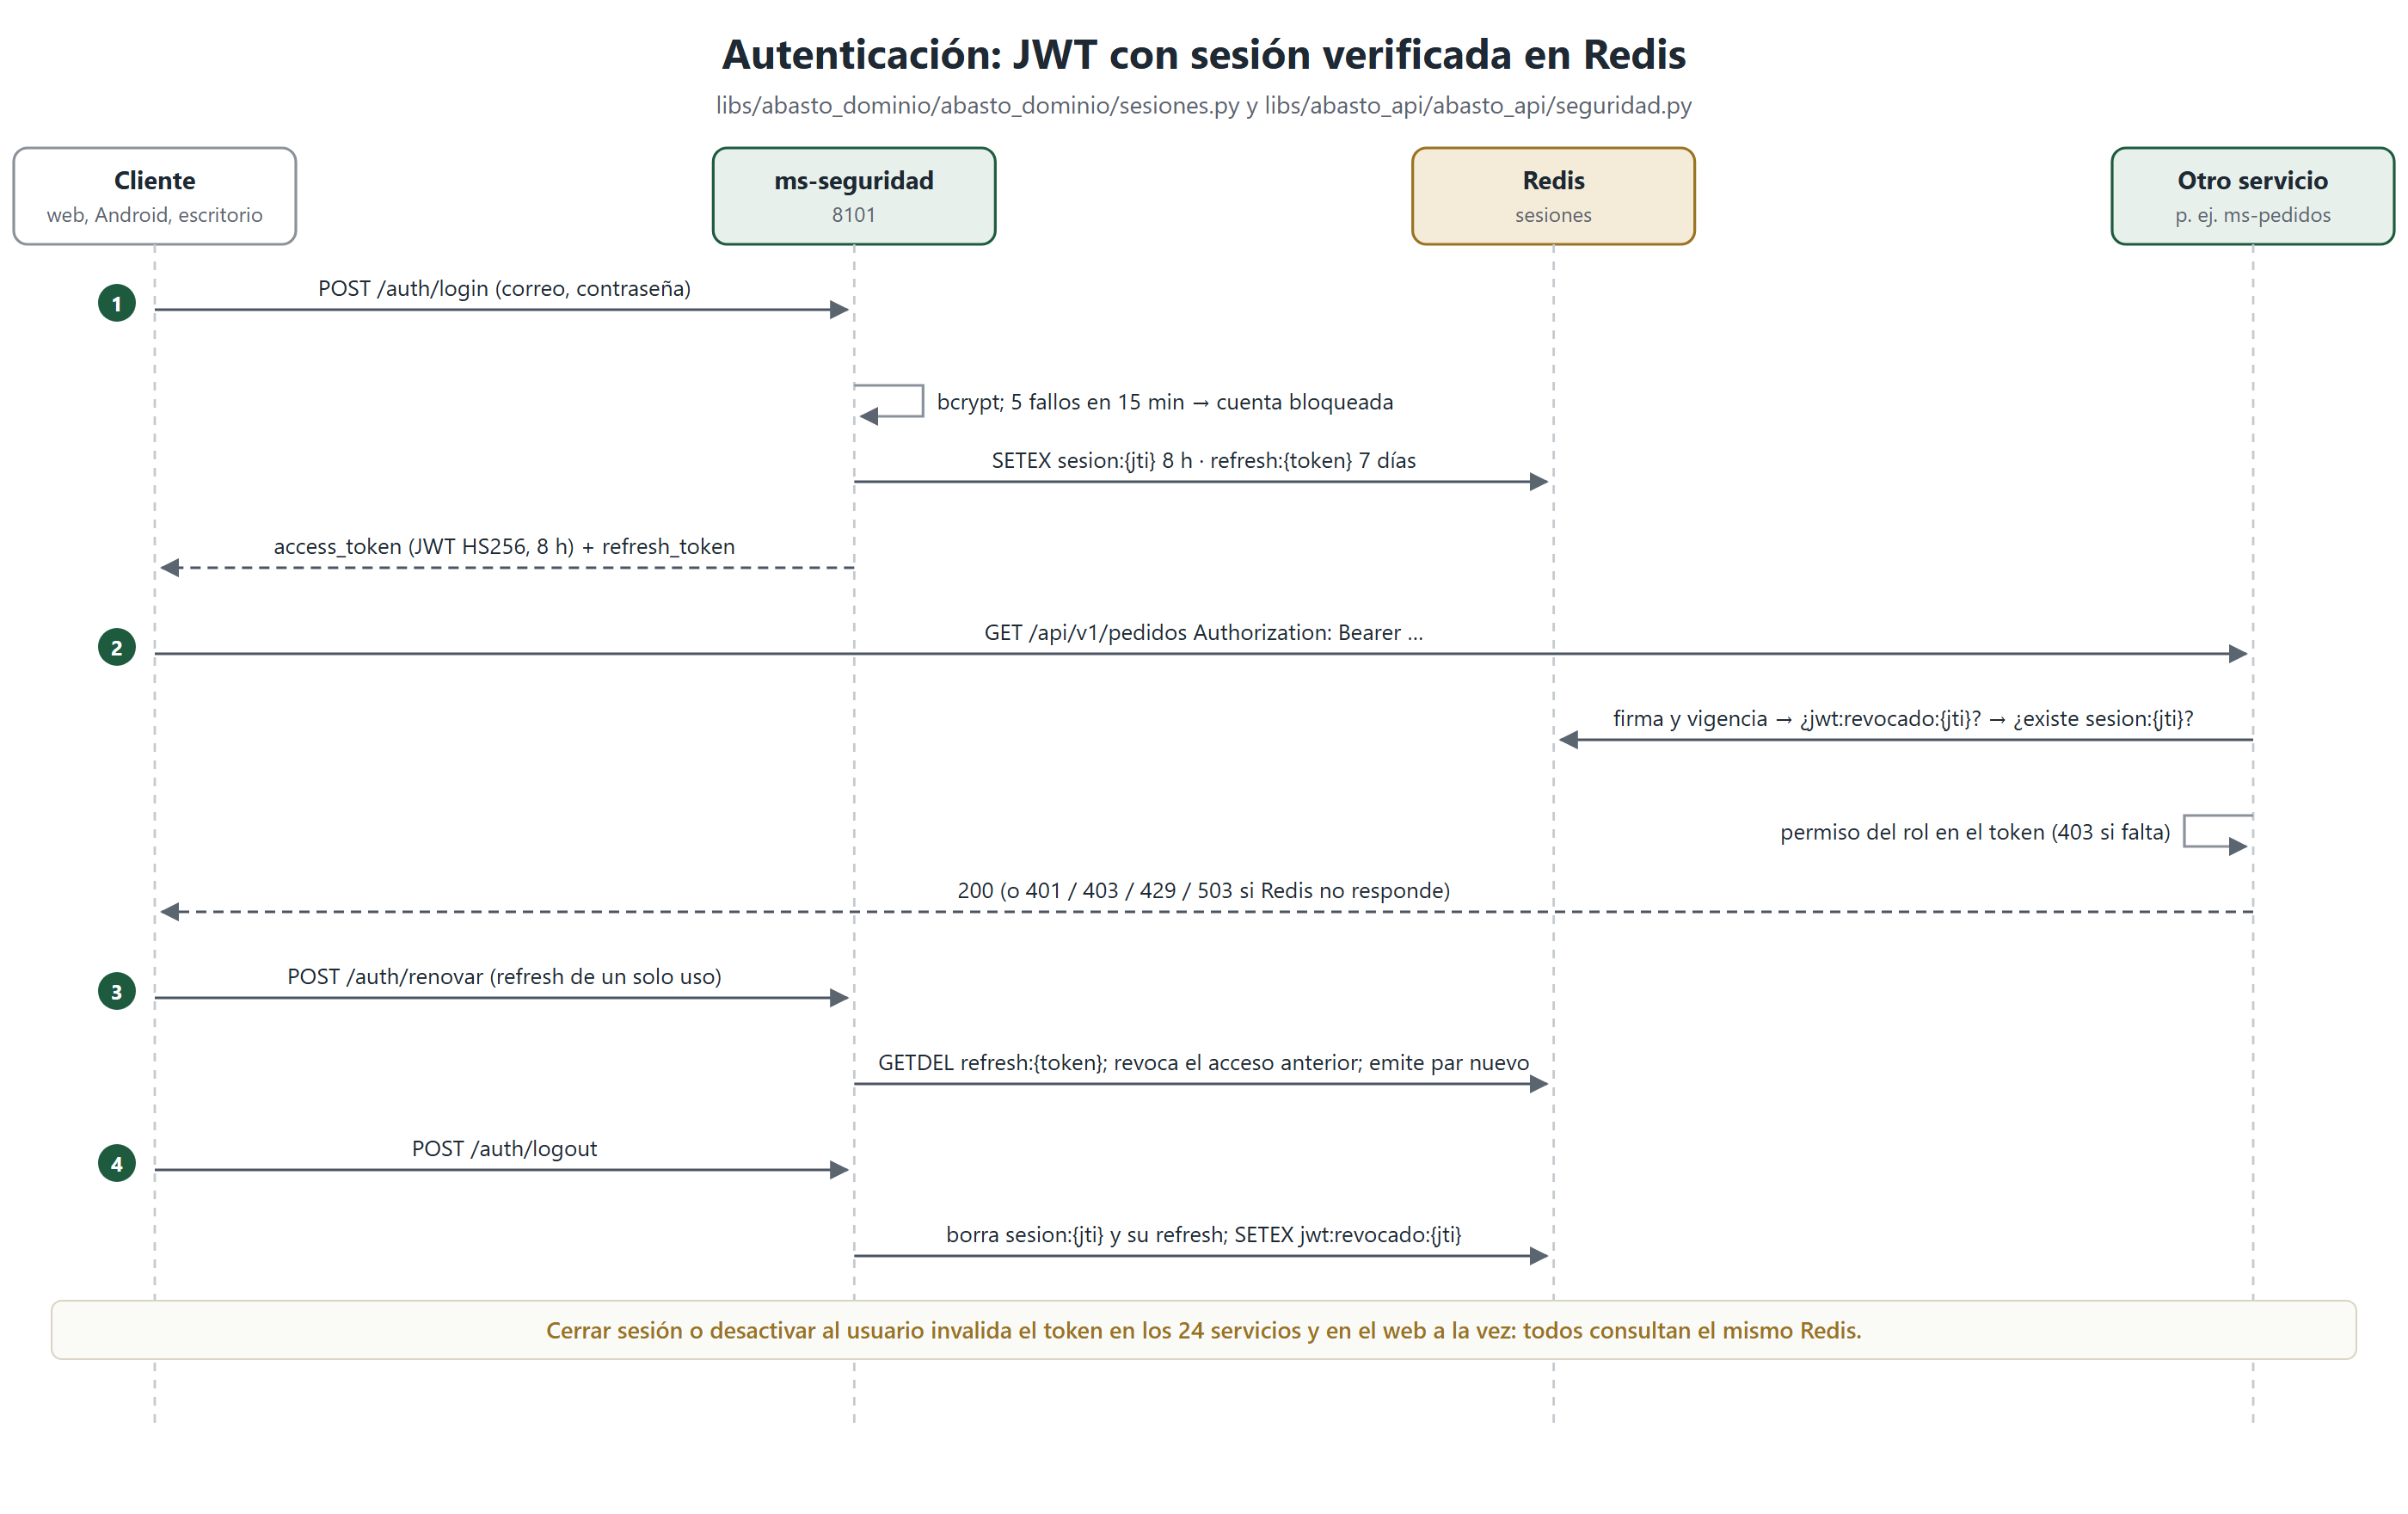 Autenticación: JWT con sesión verificada en Redis
libs/abasto_dominio/abasto_dominio/sesiones.py y libs/abasto_api/abasto_api/seguridad.py
Cliente
web, Android, escritorio
ms-seguridad
8101
Redis
sesiones
Otro servicio
p. ej. ms-pedidos
1
POST /auth/login (correo, contraseña)
bcrypt; 5 fallos en 15 min → cuenta bloqueada
SETEX sesion:{jti} 8 h · refresh:{token} 7 días
access_token (JWT HS256, 8 h) + refresh_token
2
GET /api/v1/pedidos Authorization: Bearer ...
firma y vigencia → ¿jwt:revocado:{jti}? → ¿existe sesion:{jti}?
permiso del rol en el token (403 si falta)
200 (o 401 / 403 / 429 / 503 si Redis no responde)
3
POST /auth/renovar (refresh de un solo uso)
GETDEL refresh:{token}; revoca el acceso anterior; emite par nuevo
4
POST /auth/logout
borra sesion:{jti} y su refresh; SETEX jwt:revocado:{jti}
Cerrar sesión o desactivar al usuario invalida el token en los 24 servicios y en el web a la vez: todos consultan el mismo Redis.